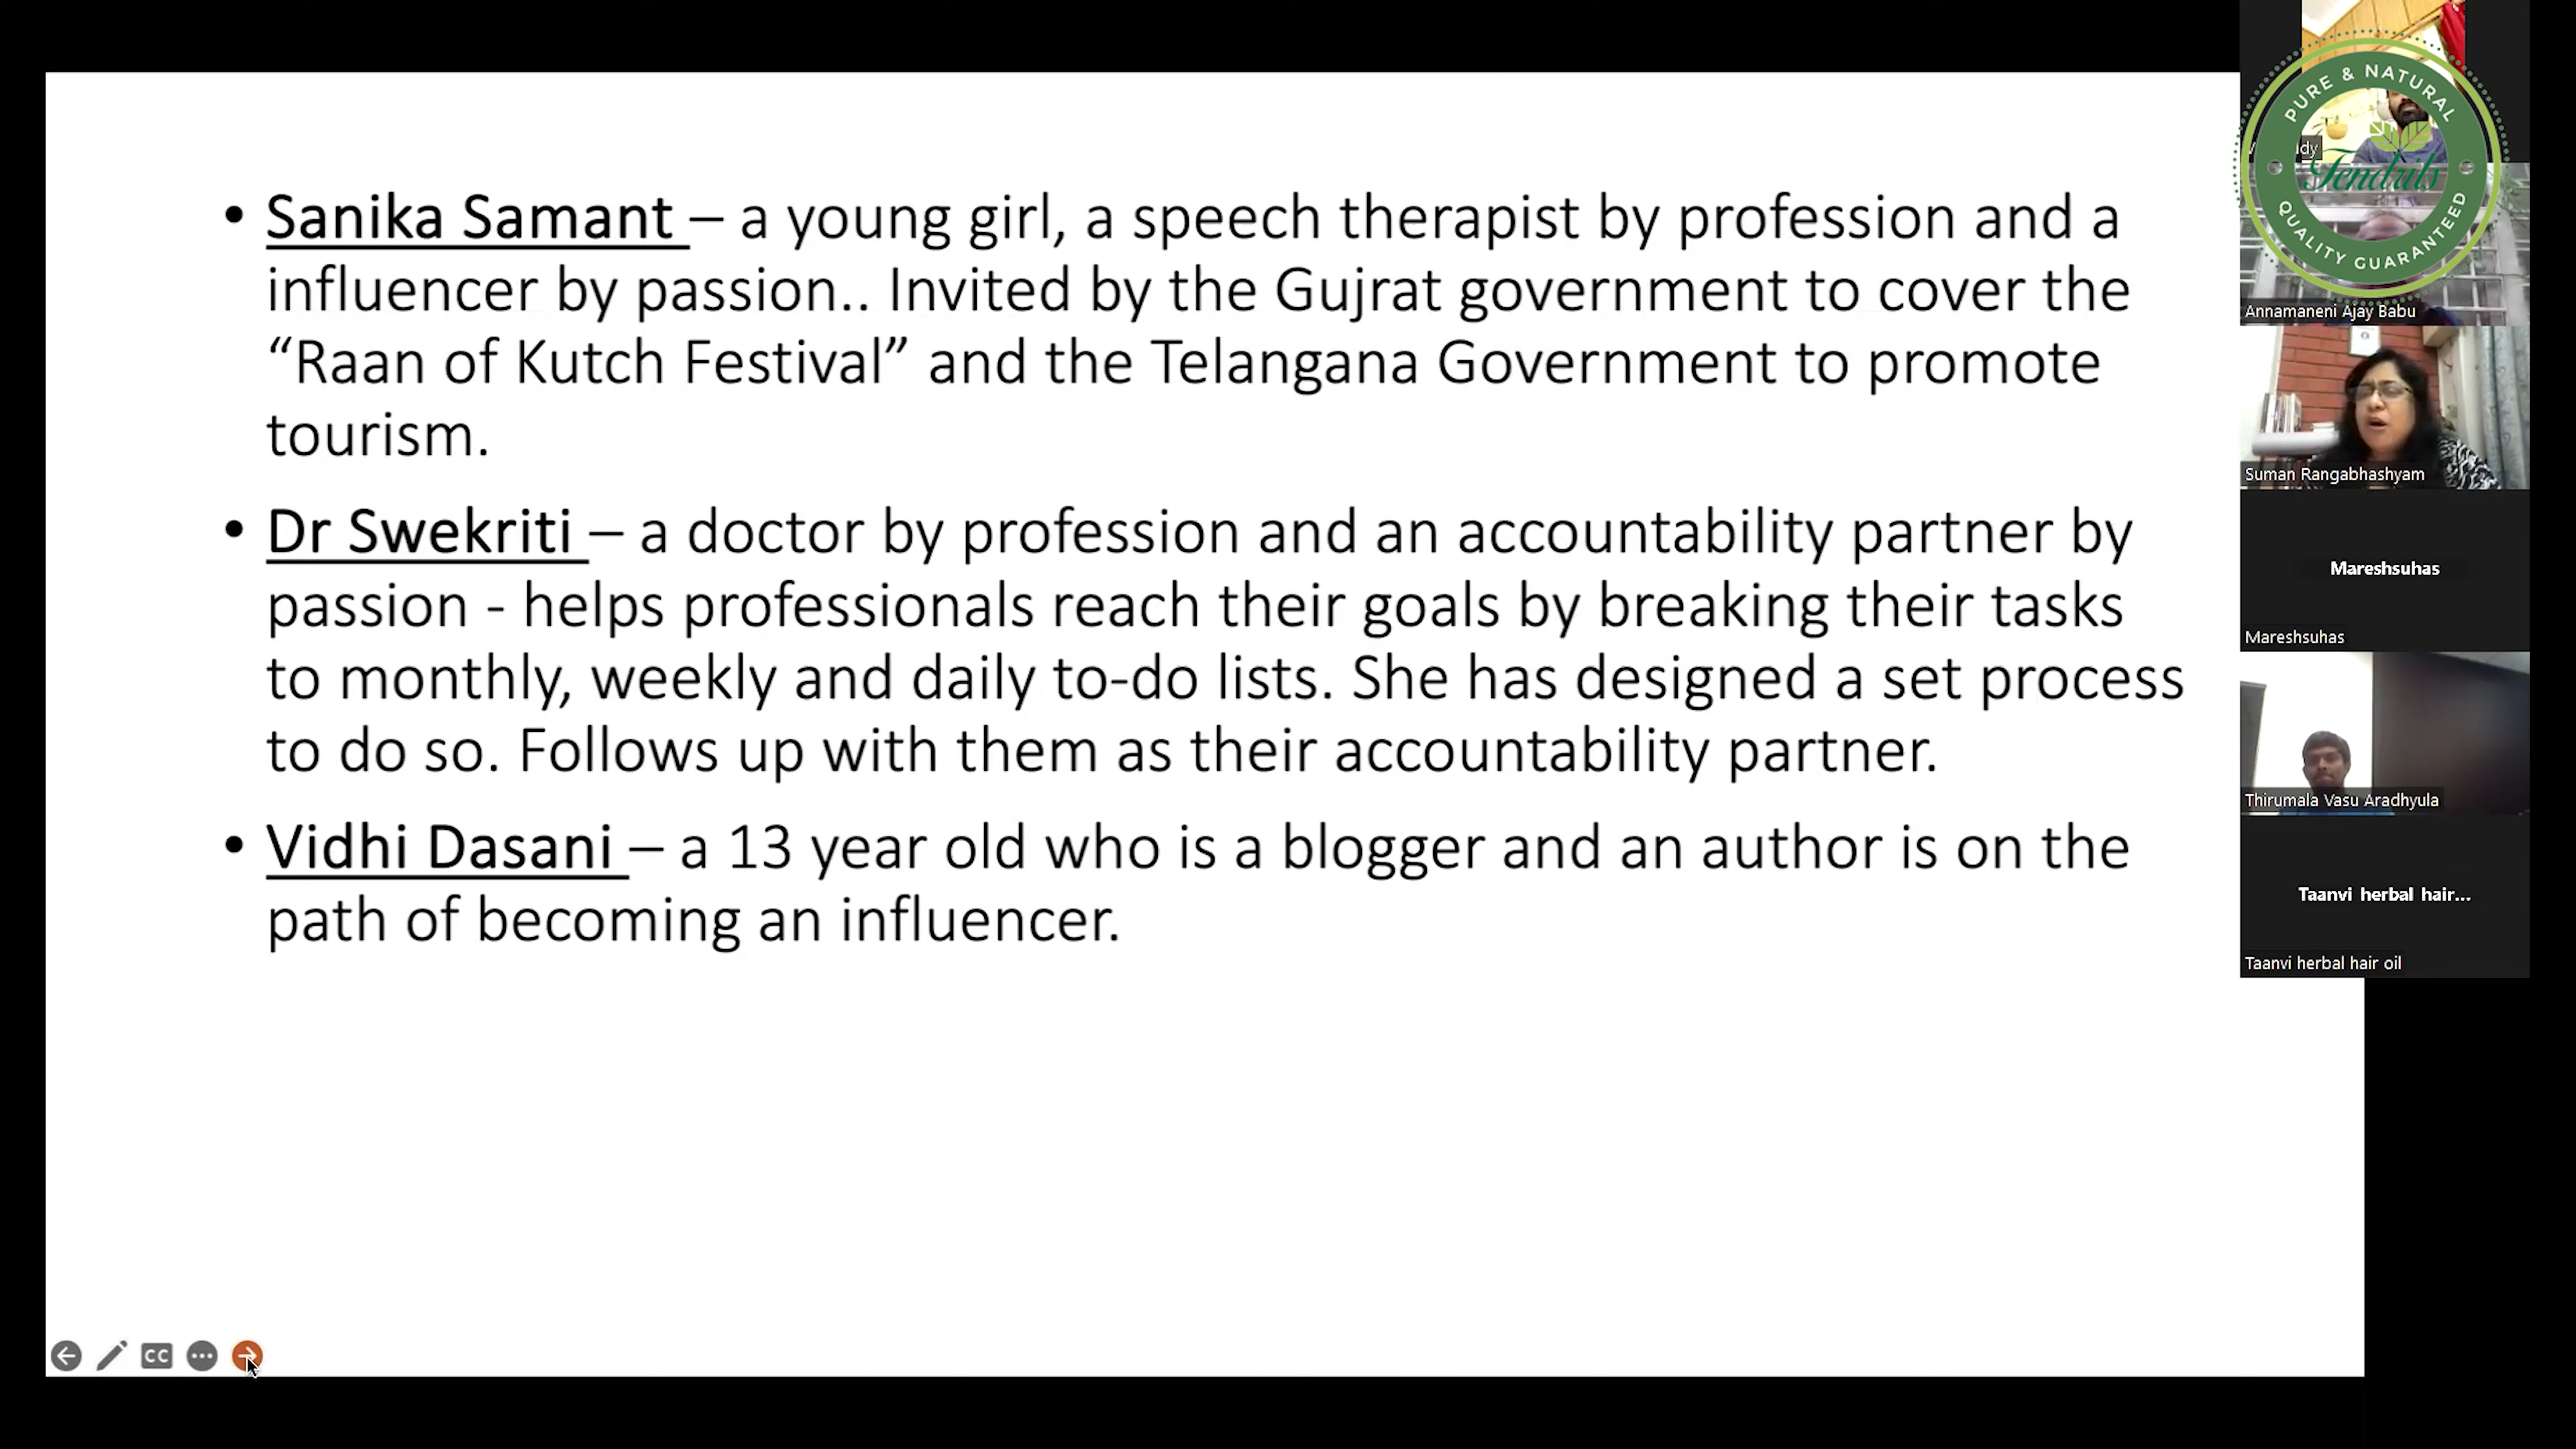 • Sanika Samant – a young girl, a speech therapist by profession and a
influencer by passion.. Invited by the Gujrat government to cover the
“Raan of Kutch Festival” and the Telangana Government to promote
tourism.
• Dr Swekriti – a doctor by profession and an accountability partner by
passion - helps professionals reach their goals by breaking their tasks
to monthly, weekly and daily to-do lists. She has designed a set process
to do so. Follows up with them as their accountability partner.
• Vidhi Dasani – a 13 year old who is a blogger and an author is on the
path of becoming an influencer.
CC
PURE & NATURAL
Tendrils
QUALITY GUARANTEED
Annamaneni Ajay Babu
Suman Rangabhashyam
Mareshsuhas
Mareshsuhas
Thirumala Vasu Aradhyula
Taanvi herbal hair...
Taanvi herbal hair oil